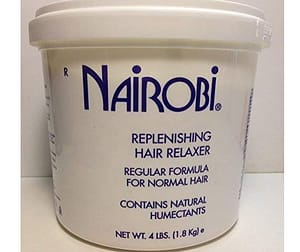 R
NAIROBI®
REPLENISHING
HAIR RELAXER
REGULAR FORMULA
FOR NORMAL HAIR
CONTAINS NATURAL
HUMECTANTS
NET WT. 4 LBS. (1.8 Kg) e